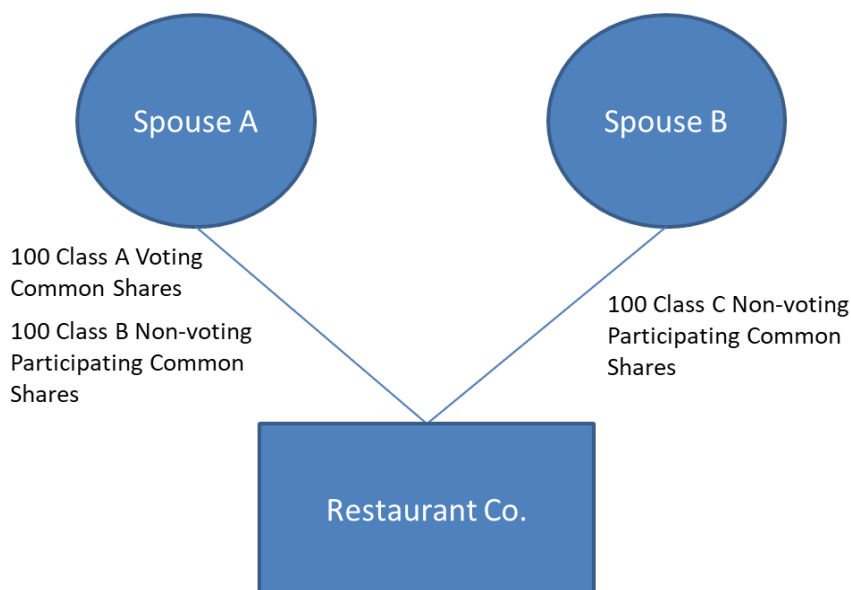 Spouse A
Spouse B
100 Class A Voting
Common Shares
100 Class B Non-voting
Participating Common
Shares
100 Class C Non-voting
Participating Common
Shares
Restaurant Co.